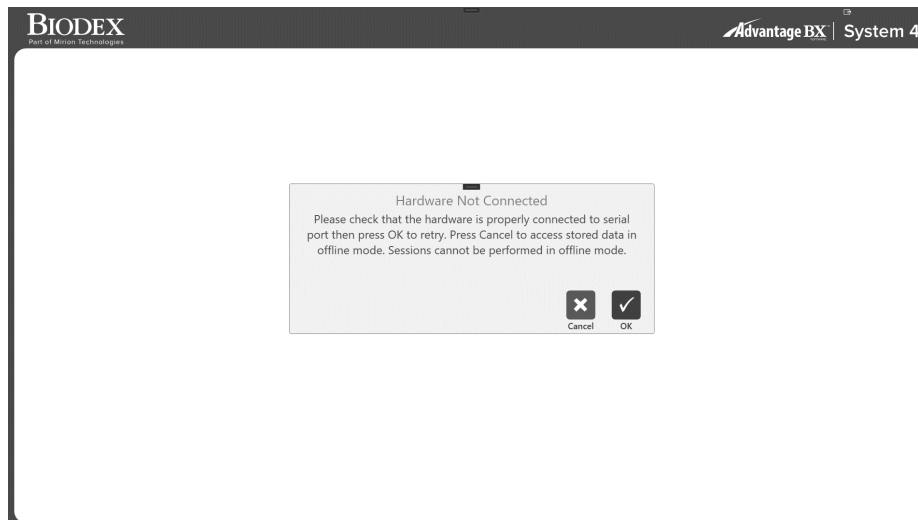 BIODEX
Part of Mirion Technologies
Advantage BX™ System 4
SOFTWARE
Hardware Not Connected
Please check that the hardware is properly connected to serial
port then press OK to retry. Press Cancel to access stored data in
offline mode. Sessions cannot be performed in offline mode.
Cancel OK